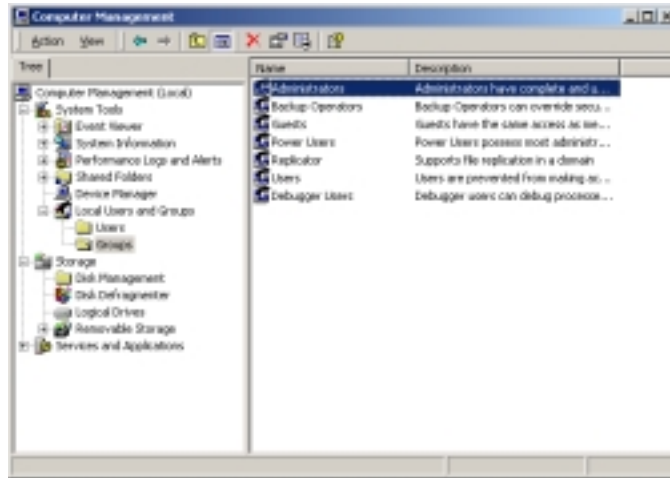 Computer Management
Action View
Tree
Computer Management (Local)
System Tools
Event Viewer
System Information
Performance Logs and Alerts
Shared Folders
Device Manager
Local Users and Groups
Users
Groups
Storage
Disk Management
Disk Defragmenter
Logical Drives
Removable Storage
Services and Applications
Name Description
Administrators Administrators have complete and u...
Backup Operators Backup Operators can override secu...
Guests Guests have the same access as me...
Power Users Power Users possess most administr...
Replicator Supports file replication in a domain
Users Users are prevented from making ac...
Debugger Users Debugger users can debug processe...